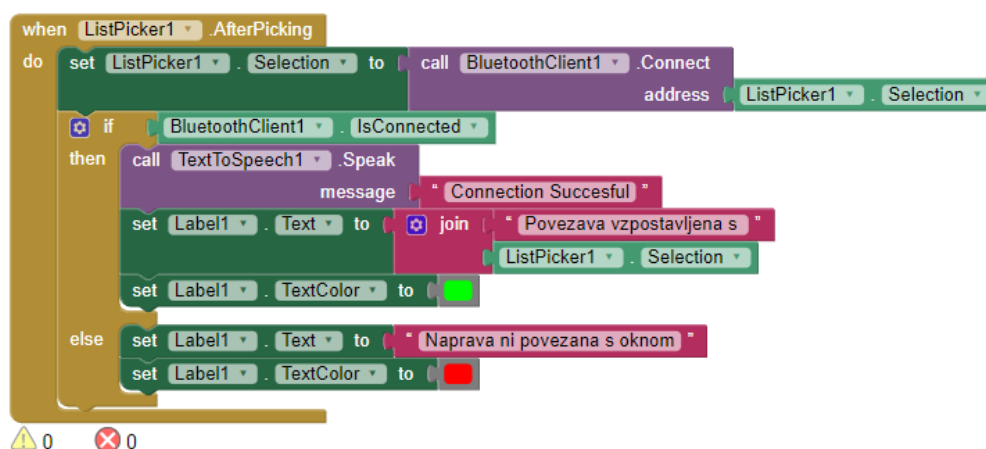 when ListPicker1 .AfterPicking
do set ListPicker1 . Selection to call BluetoothClient1 .Connect
address ListPicker1 . Selection
if BluetoothClient1 . IsConnected
then call TextToSpeech1 .Speak
message " Connection Succesful "
set Label1 . Text to join " Povezava vzpostavljena s "
ListPicker1 . Selection
set Label1 . TextColor to
else set Label1 . Text to " Naprava ni povezana s oknom "
set Label1 . TextColor to
0 0